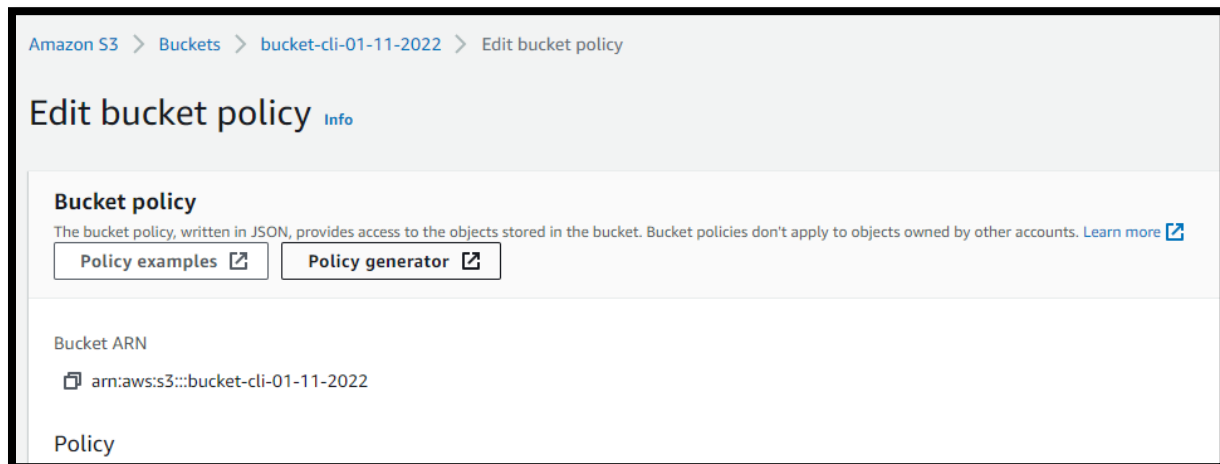 Amazon S3 > Buckets > bucket-cli-01-11-2022 > Edit bucket policy
Edit bucket policy Info
Bucket policy
The bucket policy, written in JSON, provides access to the objects stored in the bucket. Bucket policies don't apply to objects owned by other accounts. Learn more
Policy examples Policy generator
Bucket ARN
arn:aws:s3:::bucket-cli-01-11-2022
Policy